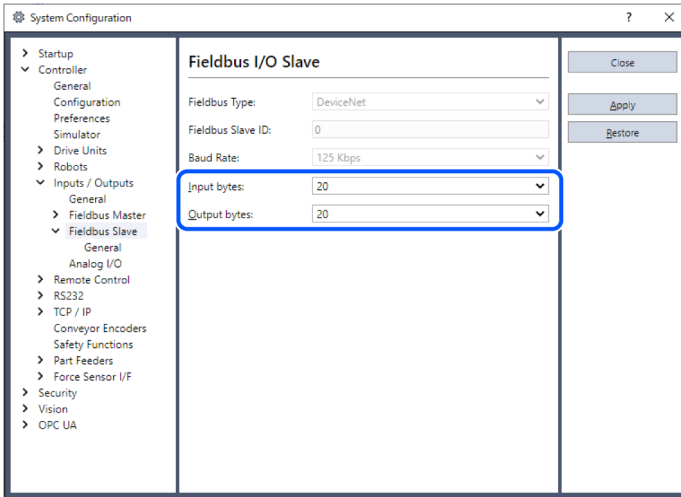 System Configuration
?
Startup
Controller
General
Configuration
Preferences
Simulator
Drive Units
Robots
Inputs / Outputs
General
Fieldbus Master
Fieldbus Slave
General
Analog I/O
Remote Control
RS232
TCP / IP
Conveyor Encoders
Safety Functions
Part Feeders
Force Sensor I/F
Security
Vision
OPC UA
Fieldbus I/O Slave
Fieldbus Type: DeviceNet
Fieldbus Slave ID: 0
Baud Rate: 125 Kbps
Input bytes: 20
Output bytes: 20
Close
Apply
Restore